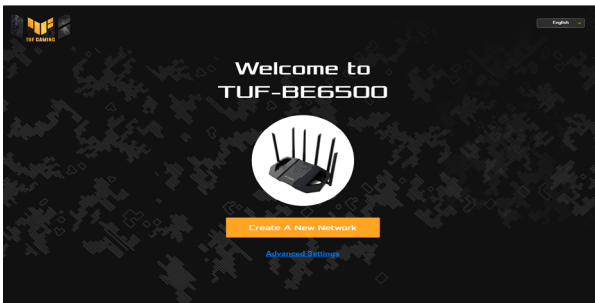 TUF GAMING
English
Welcome to
TUF-BE6500
Create A New Network
Advanced Settings